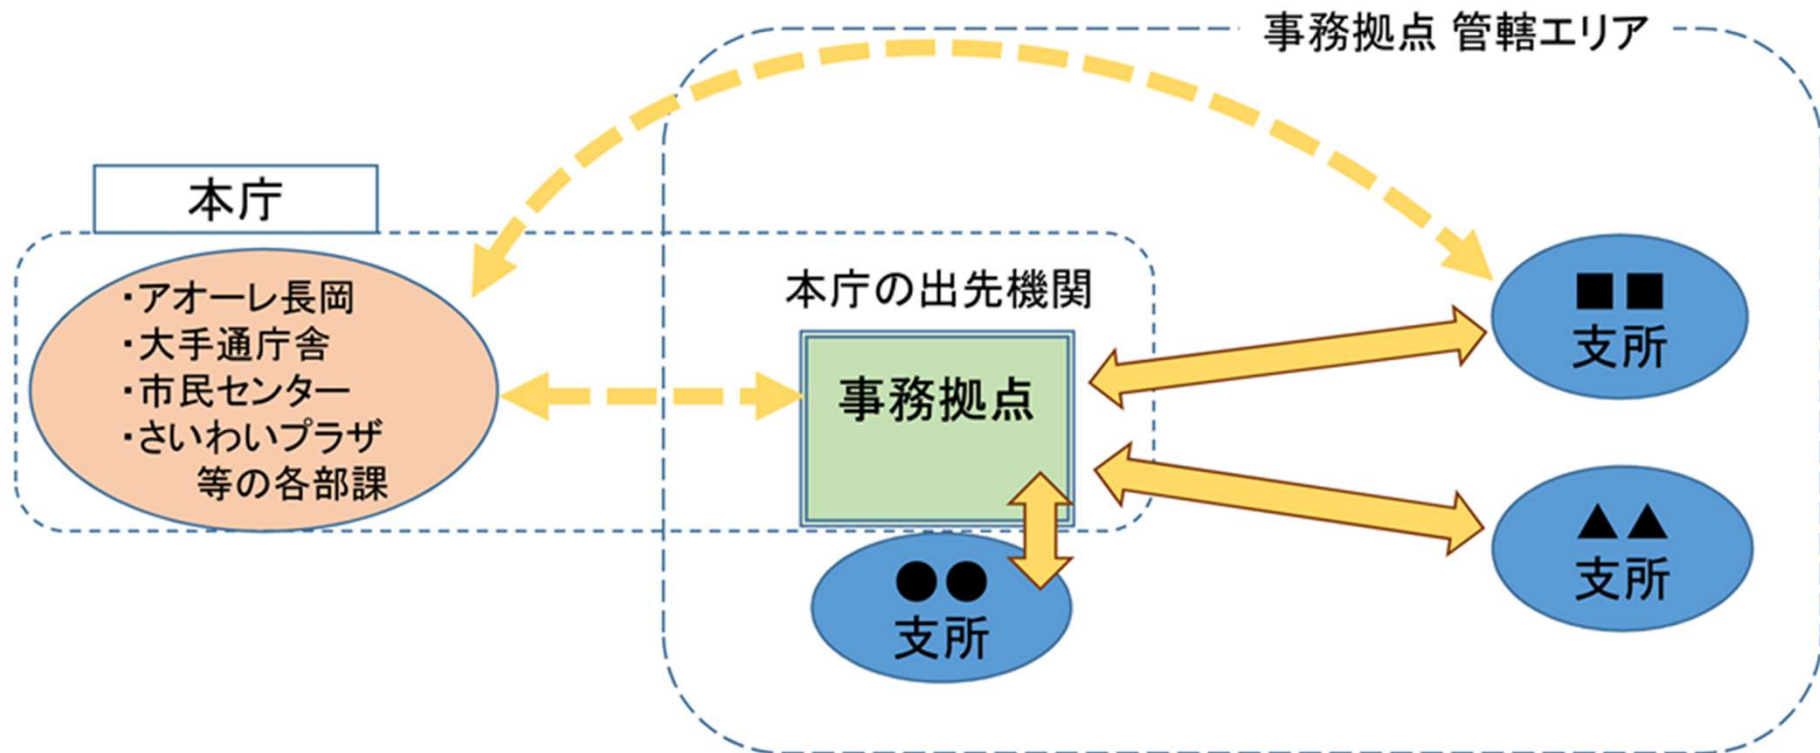 事務拠点 管轄エリア
本庁
・アオーレ長岡
・大手通庁舎
・市民センター
・さいわいプラザ
等の各部課
本庁の出先機関
事務拠点
■■
支所
▲▲
支所
●●
支所